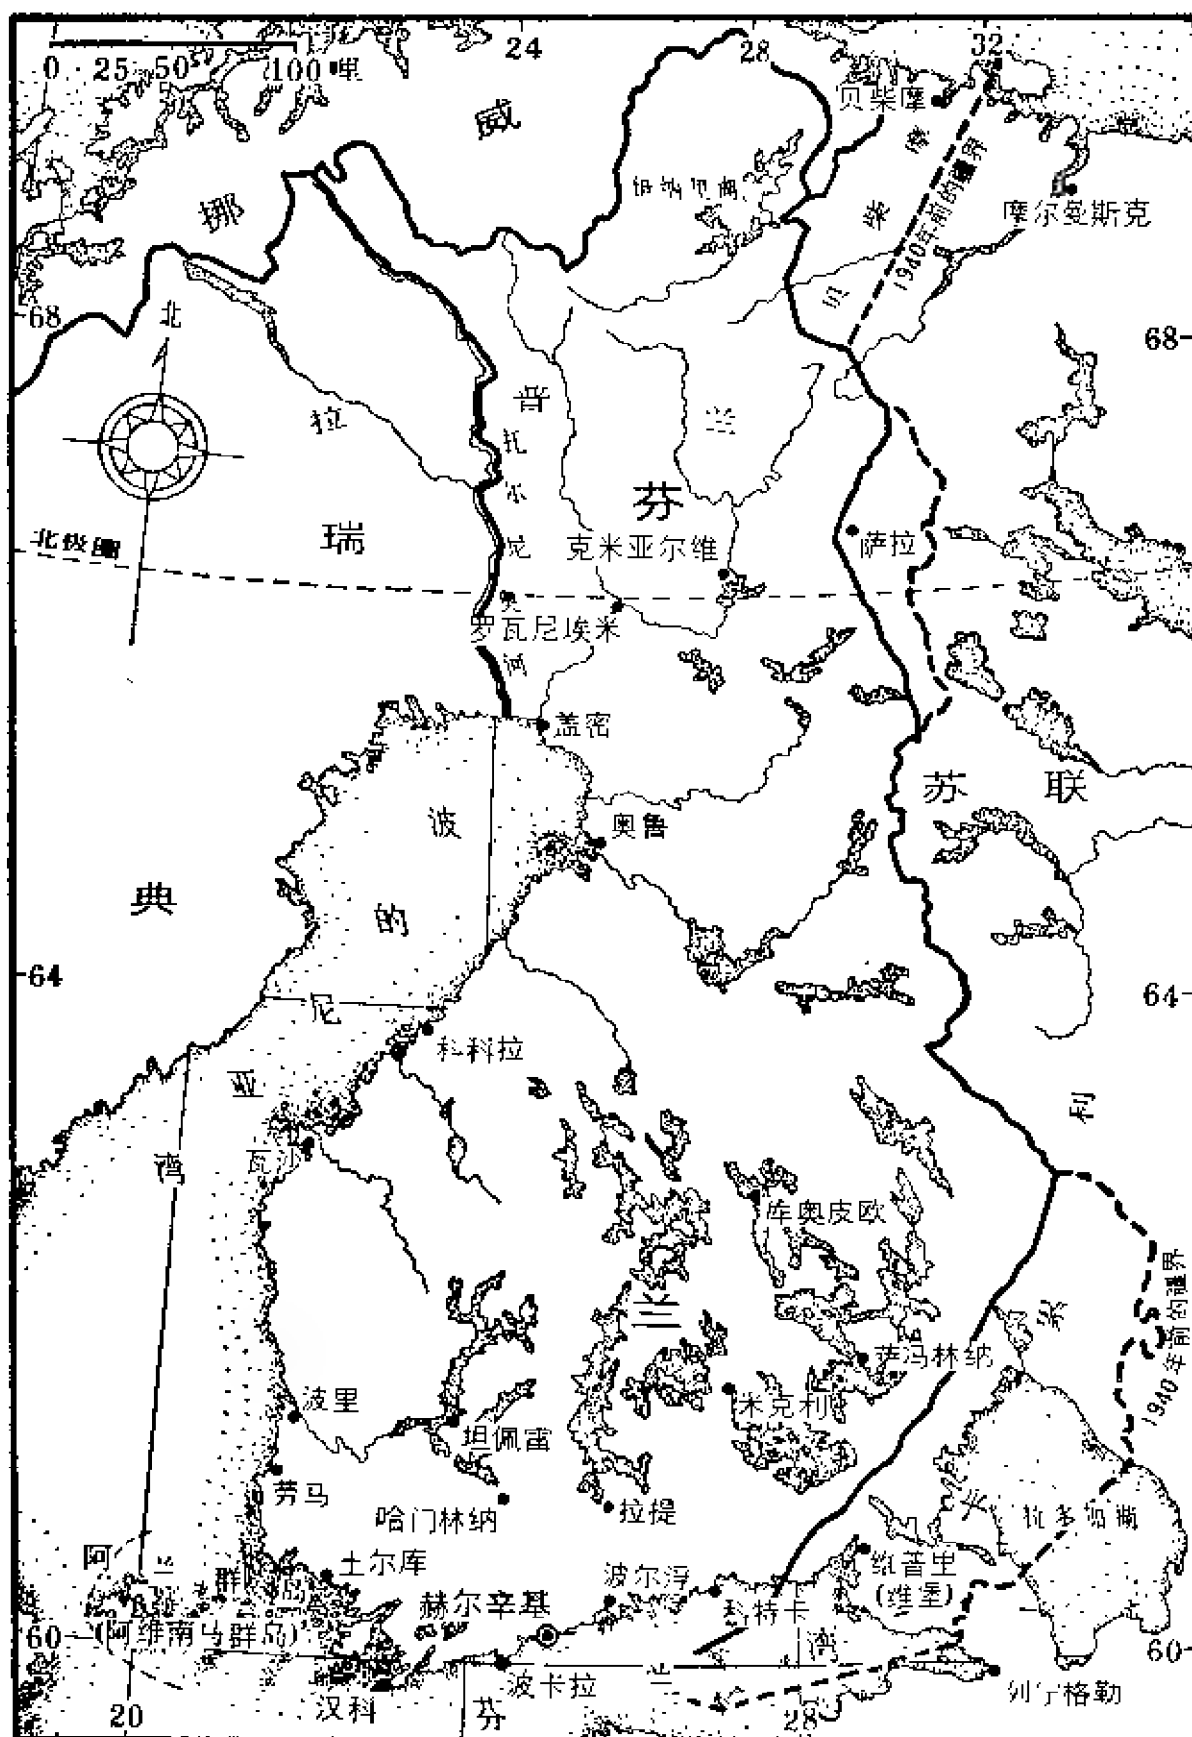 24
28
32
0 25 50 100 哩
威
贝柴摩
挪
摩尔曼斯克
柴
贝
1940年前的疆界
68
68
北
普
拉
兰
托
尔
尼
奥
河
芬
瑞
北极圈
克米亚尔维
萨拉
罗瓦尼埃米
盖密
苏联
波
奥鲁
典
的
64
64
尼
科拉
亚
利
湾
瓦沙
库奥皮欧
兰
1940年前的疆界
萨冯林纳
波里
米克利
坦佩雷
劳马
哈门林纳
拉提
土尔库
维普里
(维堡)
阿
兰
群
岛
赫尔辛基
波尔浮
特卡
60
(阿维南马群岛)
湾
兰
60
汉科
波卡拉
列宁格勒
20
芬
28